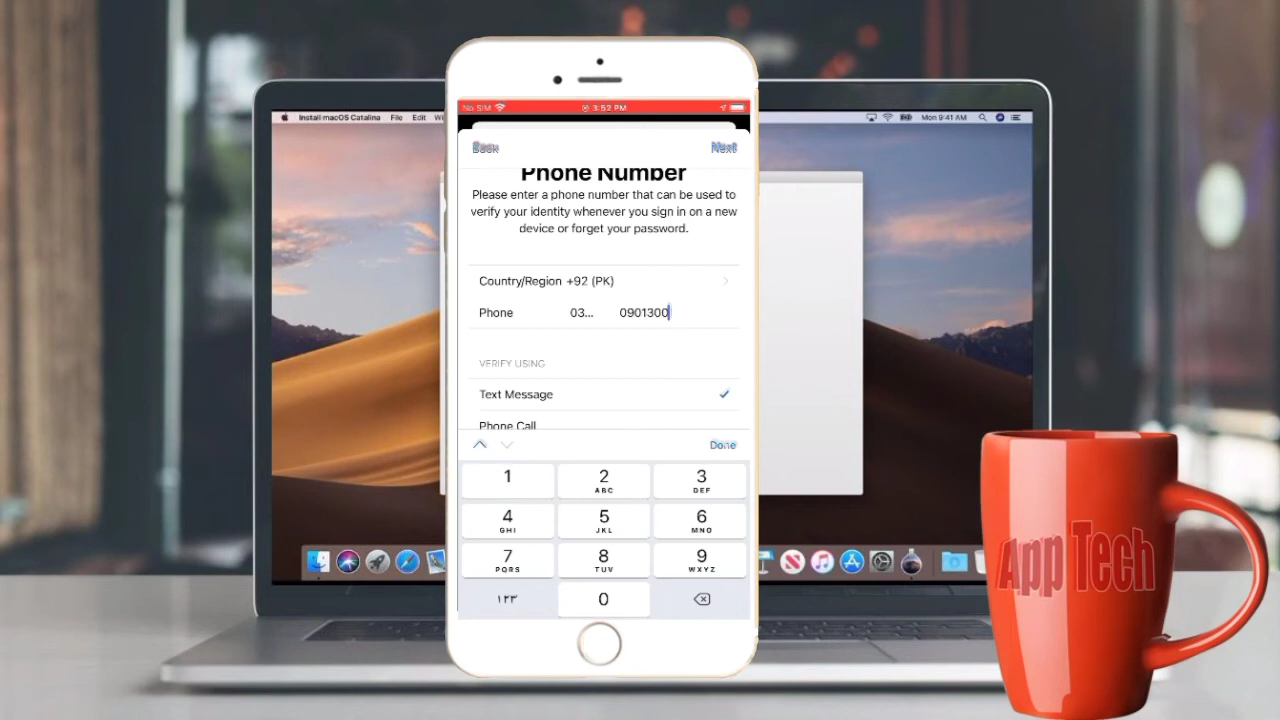 No SIM 3:52 PM
Install macOS Catalina File Edit Wi
Mon 9:41 AM
Back Next
Phone Number
Please enter a phone number that can be used to
verify your identity whenever you sign in on a new
device or forget your password.
Country/Region +92 (PK)
Phone 03... 0901300
VERIFY USING
Text Message
Phone Call
Done
1 2 3
ABC DEF
4 5 6
GHI JKL MNO
7 8 9
PQRS TUV WXYZ
١٢٣ 0
App Tech